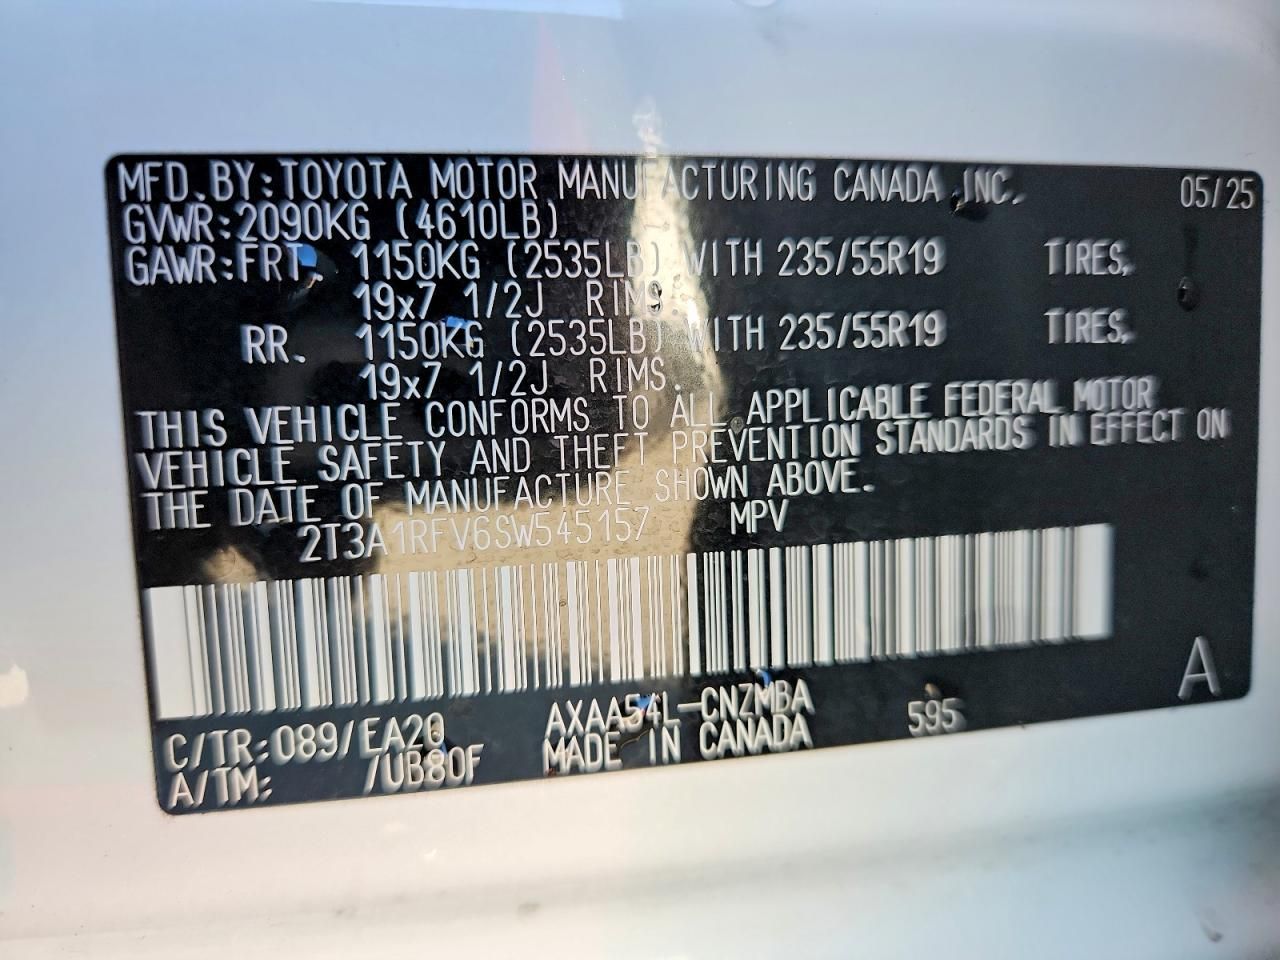 MFD.BY:TOYOTA MOTOR MANUFACTURING CANADA INC. 05/25
GVWR:2090KG (4610LB)
GAWR:FRT. 1150KG (2535LB) WITH 235/55R19 TIRES,
19x7 1/2J RIMS.
RR. 1150KG (2535LB) WITH 235/55R19 TIRES,
19x7 1/2J RIMS.
THIS VEHICLE CONFORMS TO ALL APPLICABLE FEDERAL MOTOR
VEHICLE SAFETY AND THEFT PREVENTION STANDARDS IN EFFECT ON
THE DATE OF MANUFACTURE SHOWN ABOVE.
2T3A1RFV6SW545157 MPV
A
C/TR:089/EA20 AXAA54L-CNZMBA 595
A/TM: /UB80F MADE IN CANADA